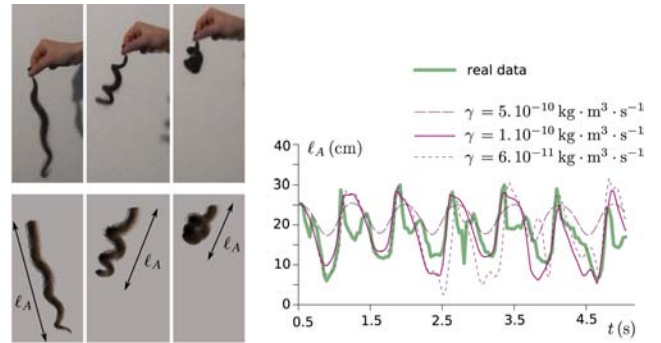 ℓ_A
ℓ_A
ℓ_A
real data
γ = 5.10⁻¹⁰ kg · m³ · s⁻¹
γ = 1.10⁻¹⁰ kg · m³ · s⁻¹
γ = 6.10⁻¹¹ kg · m³ · s⁻¹
40
ℓ_A (cm)
30
20
10
0
0.5
1.5
2.5
3.5
4.5
t (s)